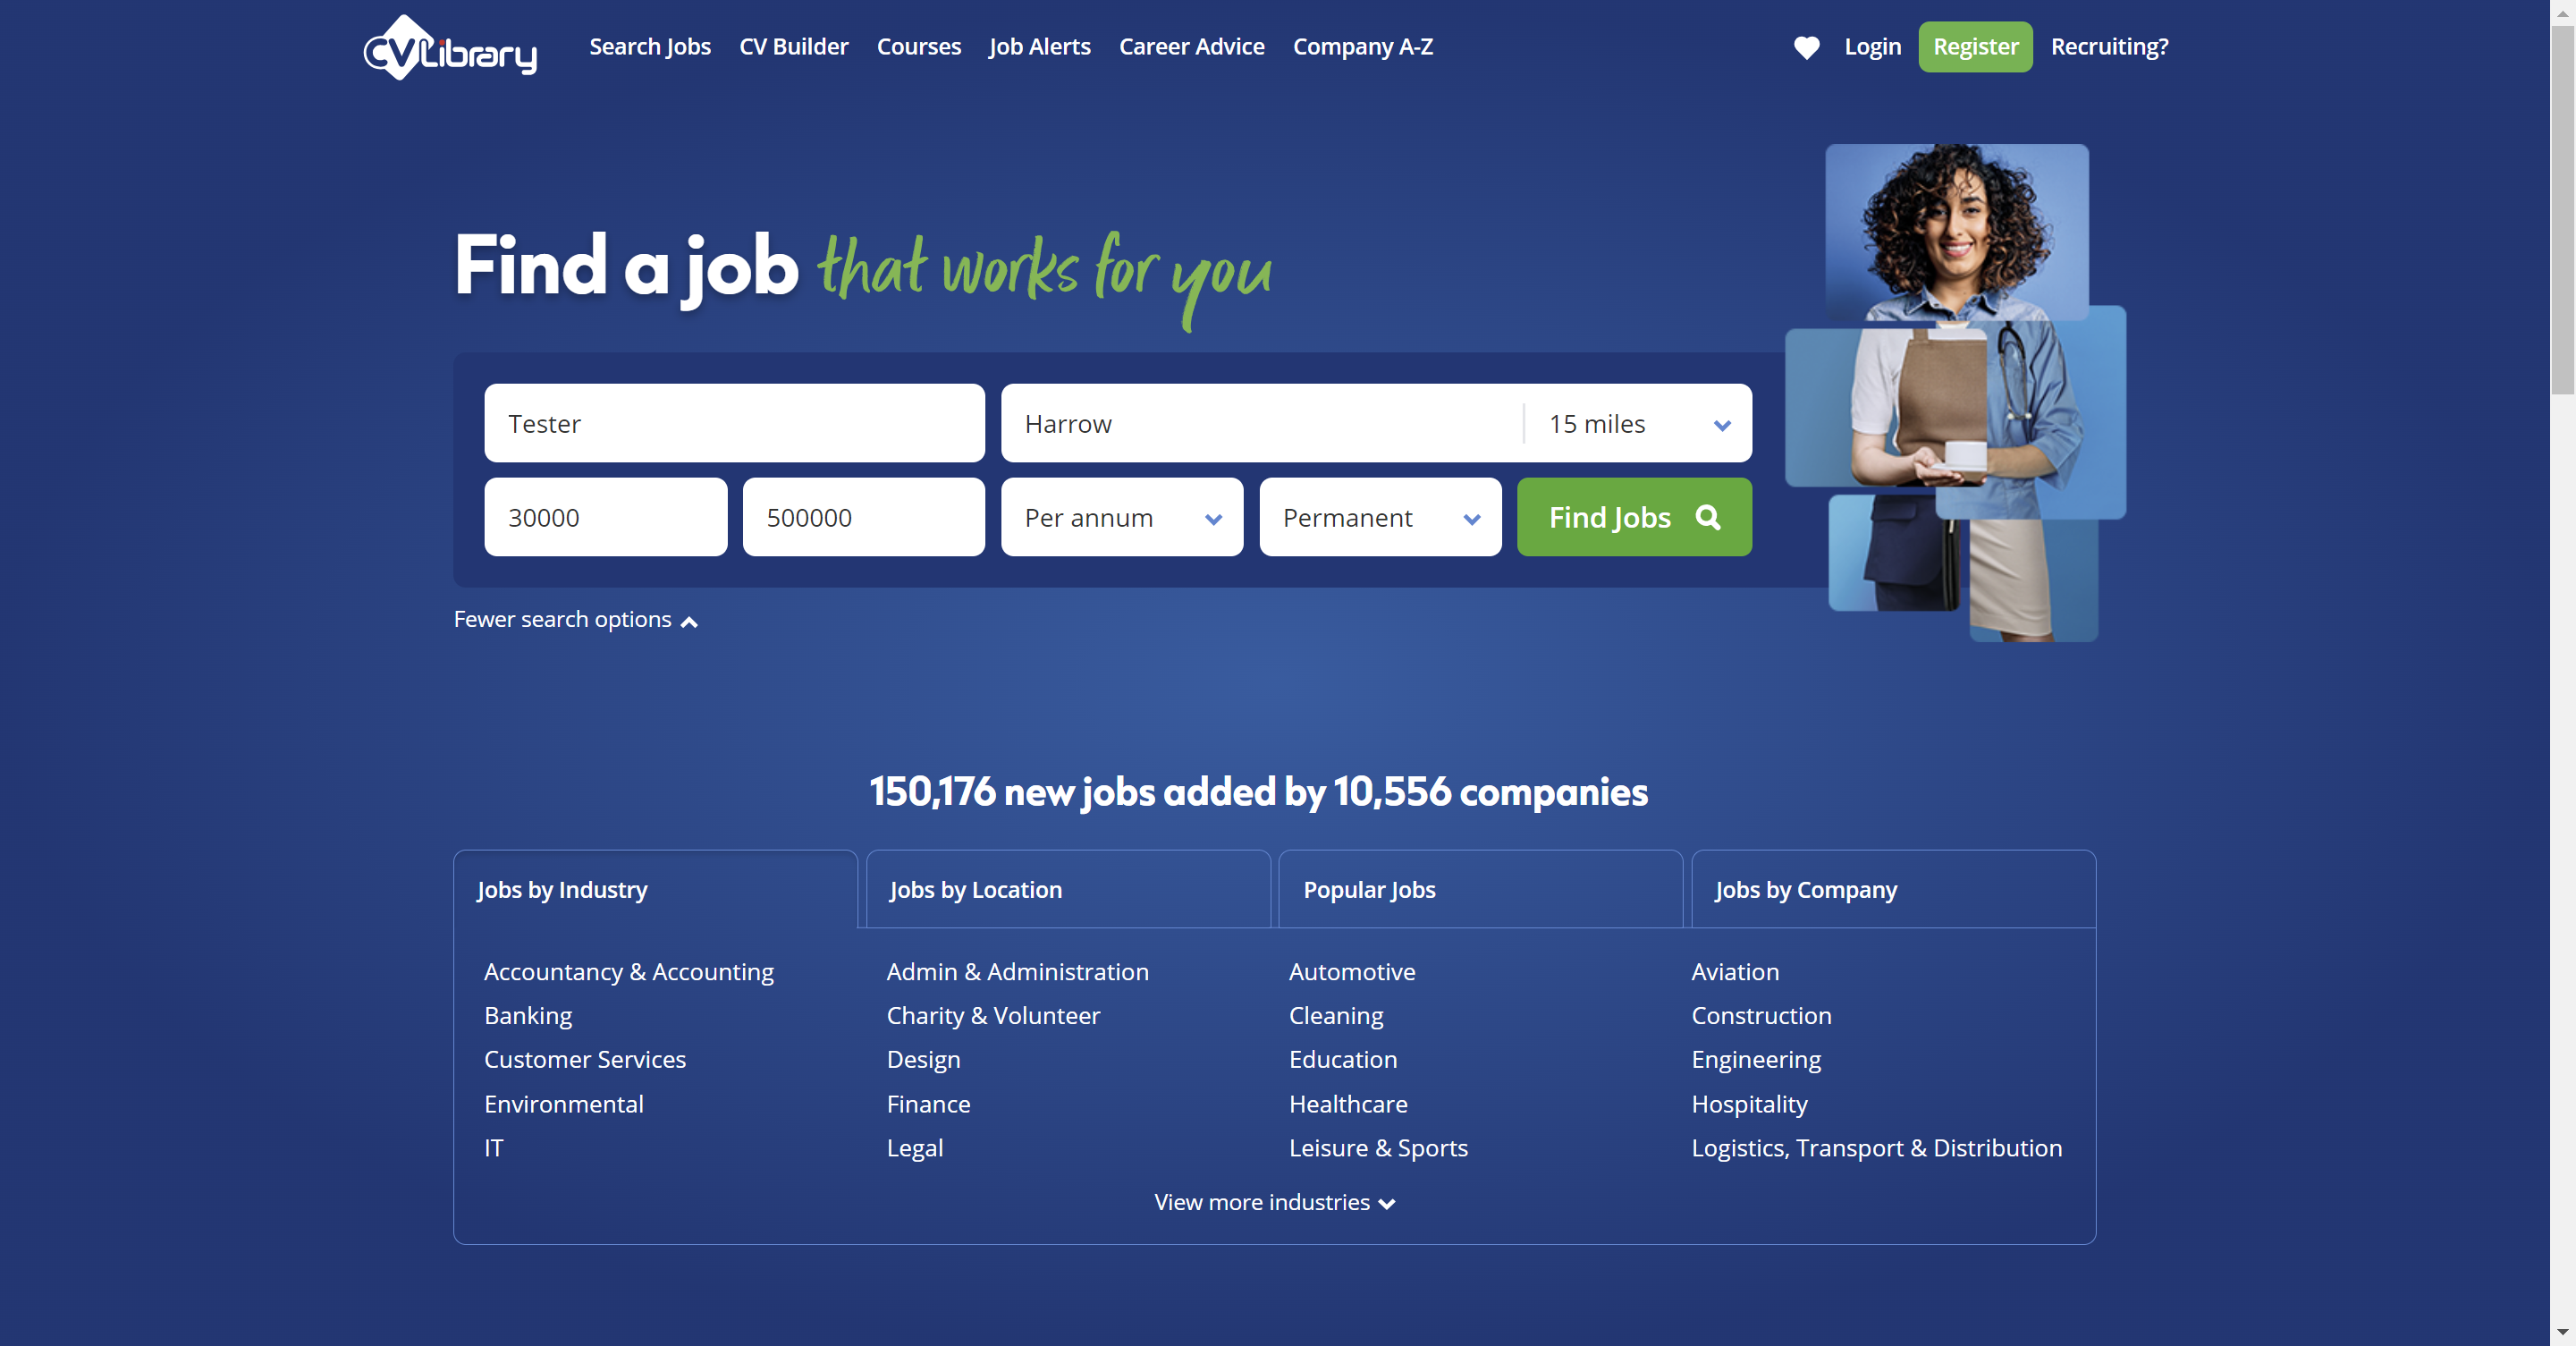 CV Library
Search Jobs
CV Builder
Courses
Job Alerts
Career Advice
Company A-Z
Login
Register
Recruiting?
Find a job that works for you
Tester
Harrow
15 miles
30000
500000
Per annum
Permanent
Find Jobs
Fewer search options
150,176 new jobs added by 10,556 companies
Jobs by Industry
Jobs by Location
Popular Jobs
Jobs by Company
Accountancy & Accounting
Admin & Administration
Automotive
Aviation
Banking
Charity & Volunteer
Cleaning
Construction
Customer Services
Design
Education
Engineering
Environmental
Finance
Healthcare
Hospitality
IT
Legal
Leisure & Sports
Logistics, Transport & Distribution
View more industries